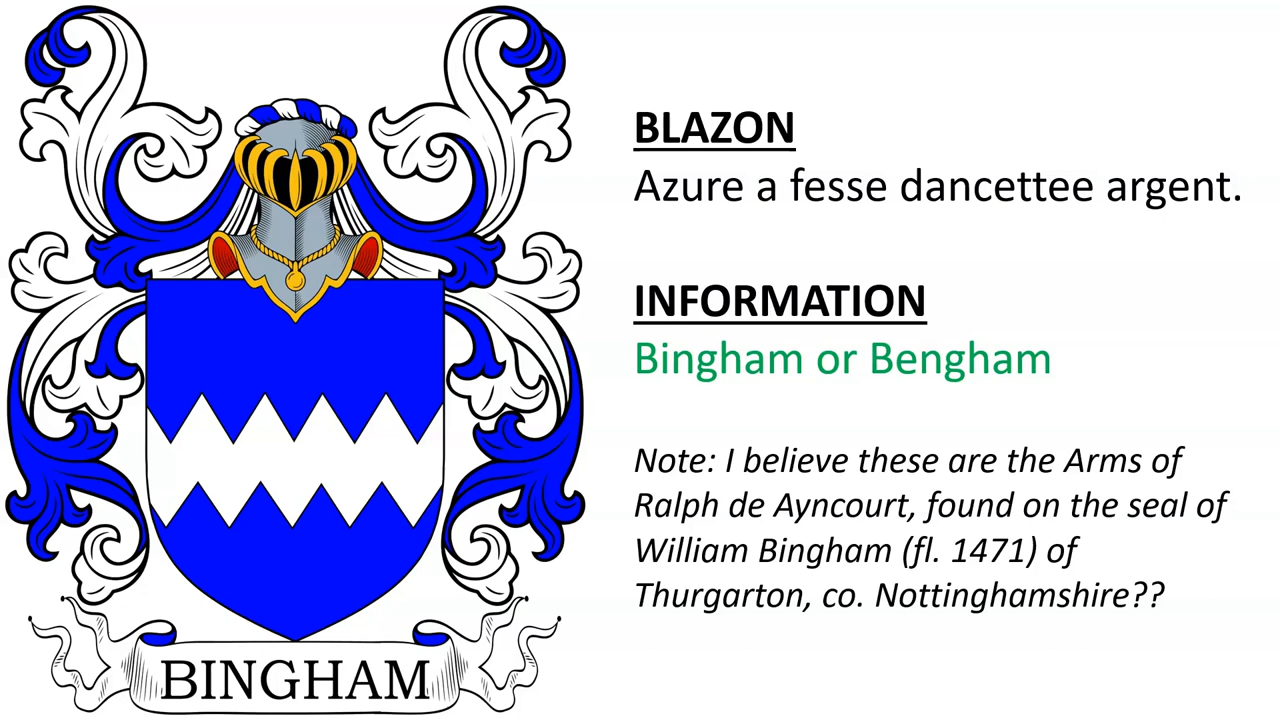 BLAZON
Azure a fesse dancettee argent.
INFORMATION
Bingham or Bengham
Note: I believe these are the Arms of
Ralph de Ayncourt, found on the seal of
William Bingham (fl. 1471) of
Thurgarton, co. Nottinghamshire??
BINGHAM